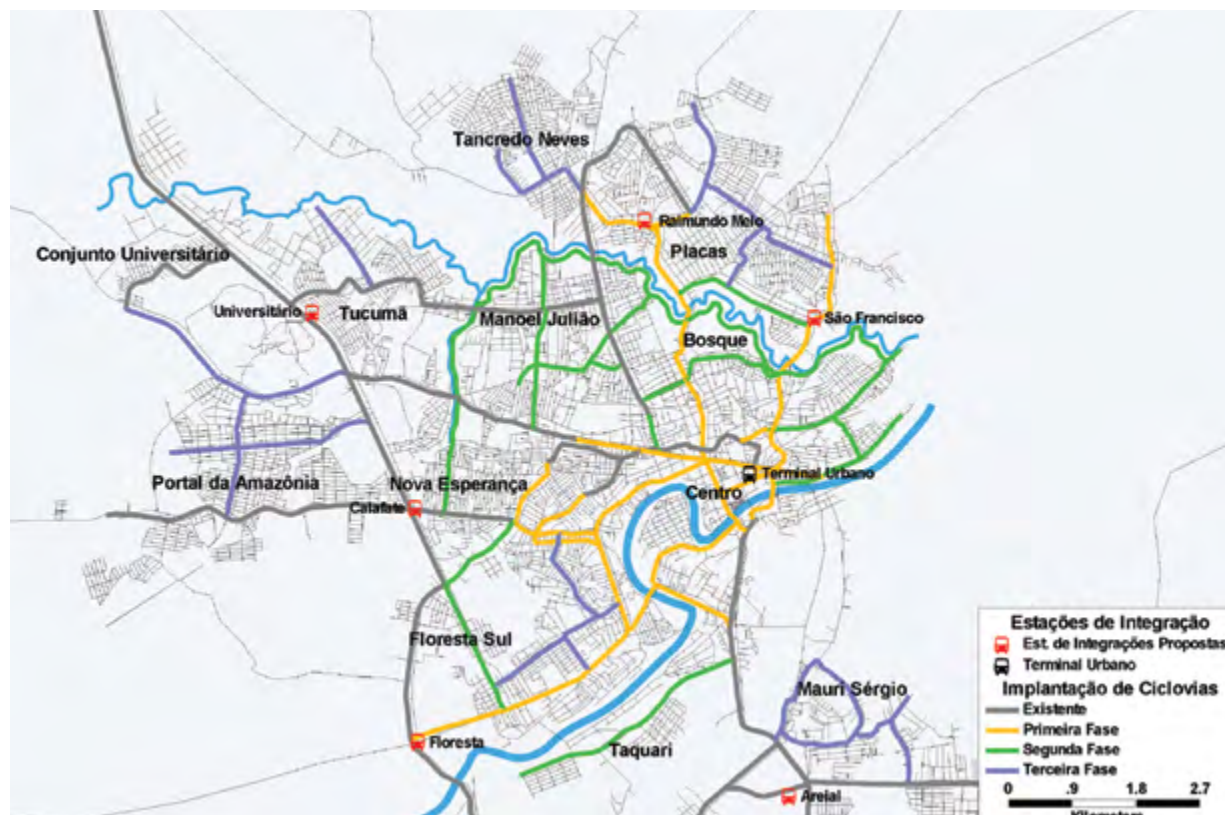 Tancredo Neves
Raimundo Melo
Placas
Conjunto Universitário
Universitário
Tucumã
Manoel Julião
São Francisco
Bosque
Portal da Amazônia
Nova Esperança
Calafate
Centro
Terminal Urbano
Floresta Sul
Floresta
Taquari
Mauri Sérgio
Areial
Estações de Integração
Est. de Integrações Propostas
Terminal Urbano
Implantação de Ciclovias
Existente
Primeira Fase
Segunda Fase
Terceira Fase
0 .9 1.8 2.7
Kilometers